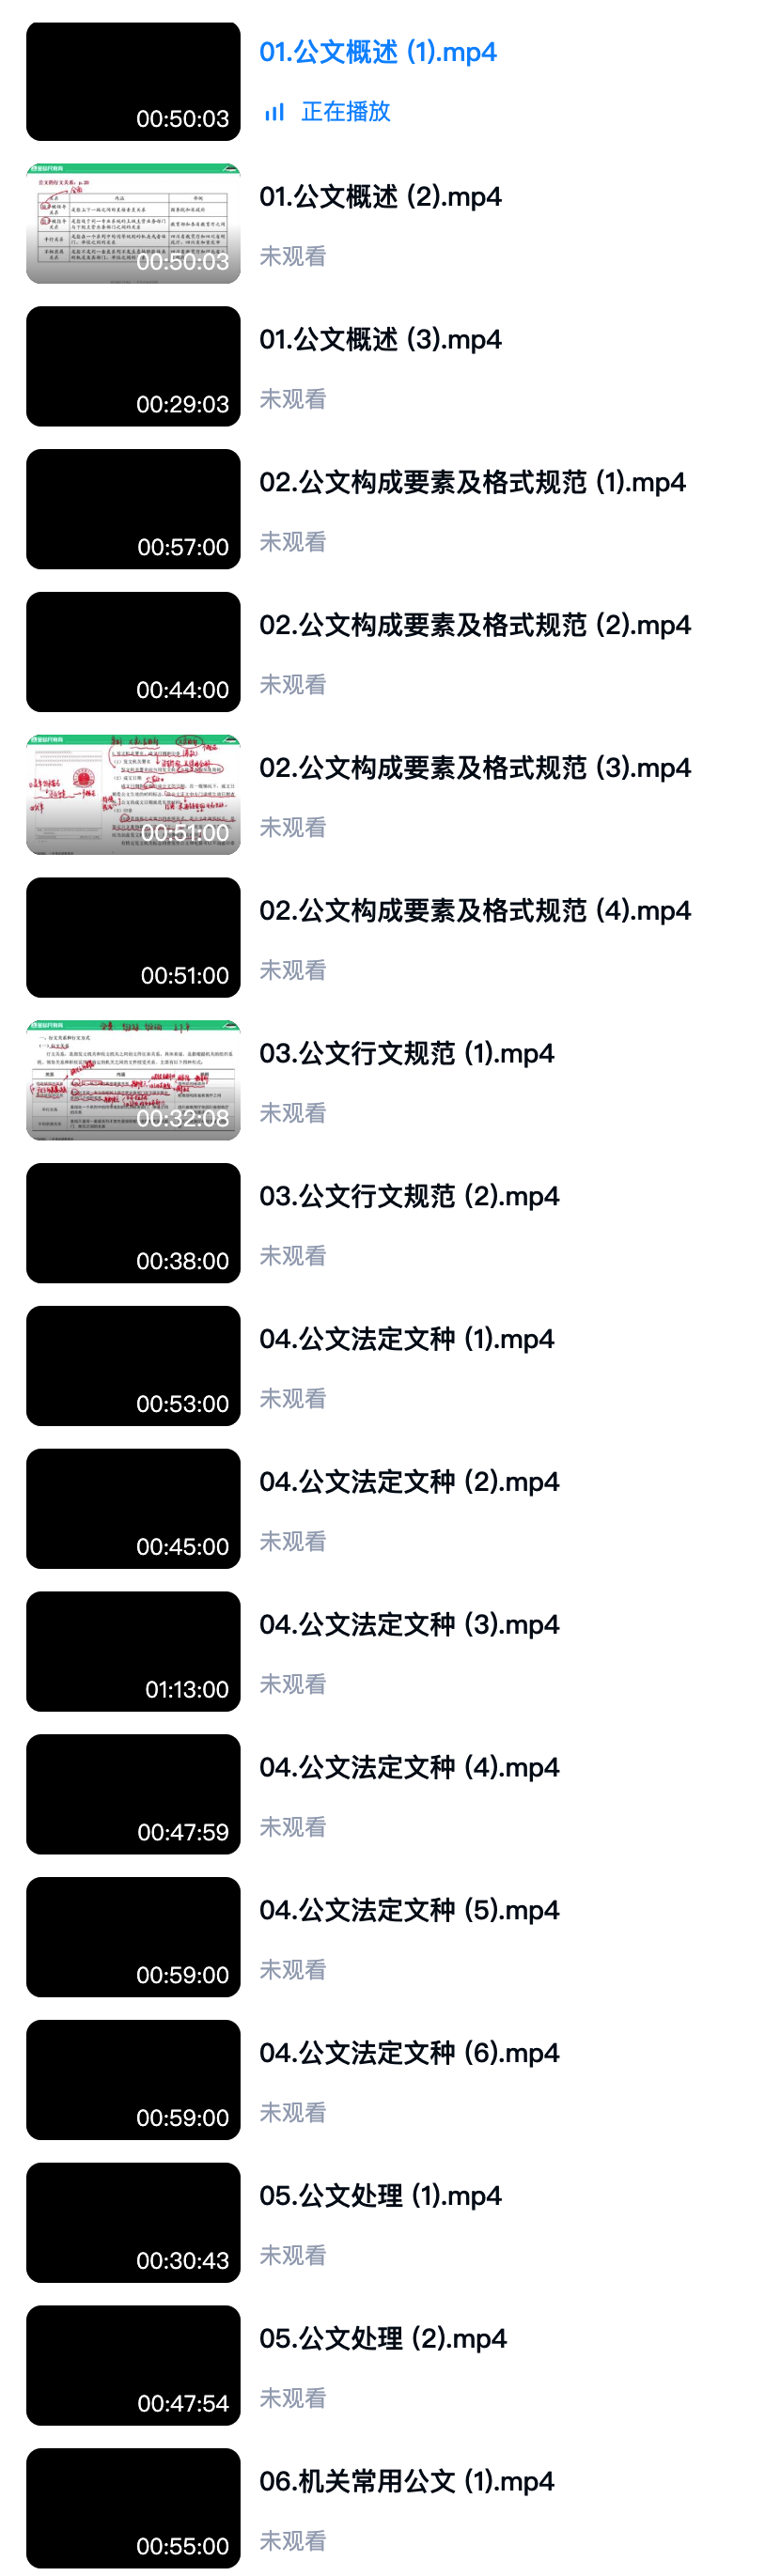 01.公文概述 (1).mp4
00:50:03
正在播放
01.公文概述 (2).mp4
00:50:03
未观看
01.公文概述 (3).mp4
00:29:03
未观看
02.公文构成要素及格式规范 (1).mp4
00:57:00
未观看
02.公文构成要素及格式规范 (2).mp4
00:44:00
未观看
02.公文构成要素及格式规范 (3).mp4
00:51:00
未观看
02.公文构成要素及格式规范 (4).mp4
00:51:00
未观看
03.公文行文规范 (1).mp4
00:32:08
未观看
03.公文行文规范 (2).mp4
00:38:00
未观看
04.公文法定文种 (1).mp4
00:53:00
未观看
04.公文法定文种 (2).mp4
00:45:00
未观看
04.公文法定文种 (3).mp4
01:13:00
未观看
04.公文法定文种 (4).mp4
00:47:59
未观看
04.公文法定文种 (5).mp4
00:59:00
未观看
04.公文法定文种 (6).mp4
00:59:00
未观看
05.公文处理 (1).mp4
00:30:43
未观看
05.公文处理 (2).mp4
00:47:54
未观看
06.机关常用公文 (1).mp4
00:55:00
未观看